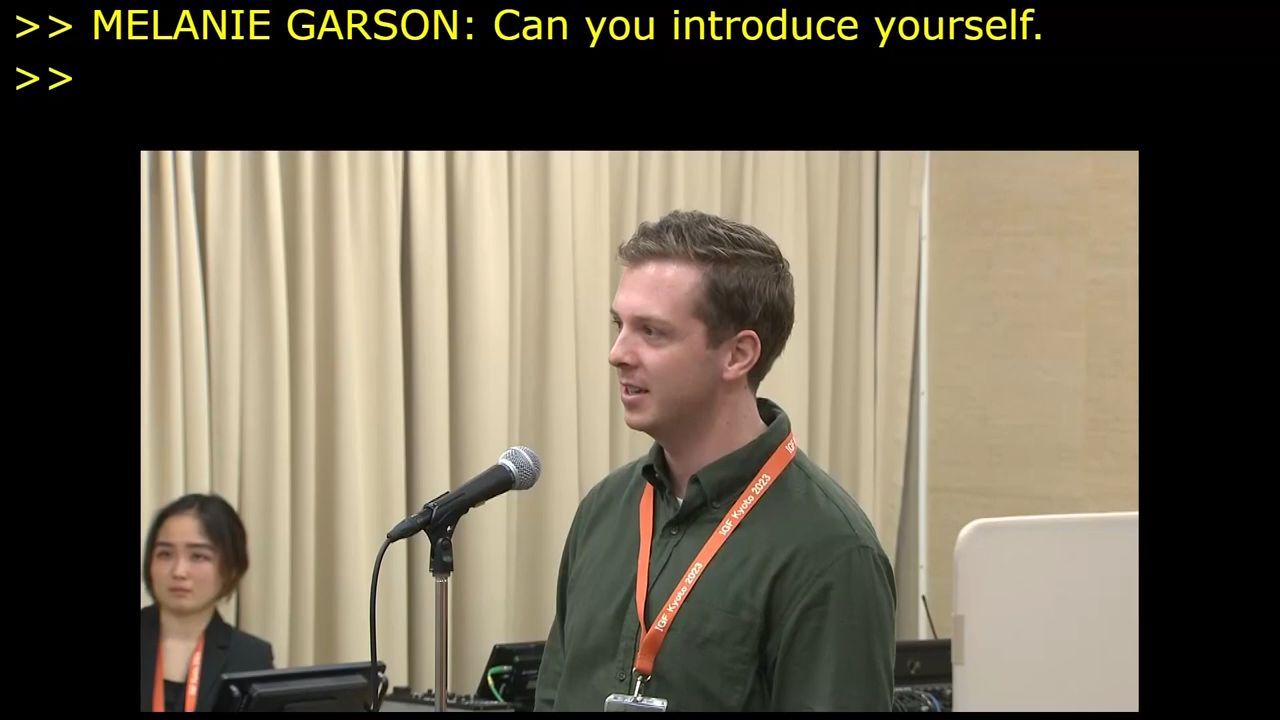 >> MELANIE GARSON: Can you introduce yourself.
>>
IGF Kyoto 2023
IGF Kyoto 2023